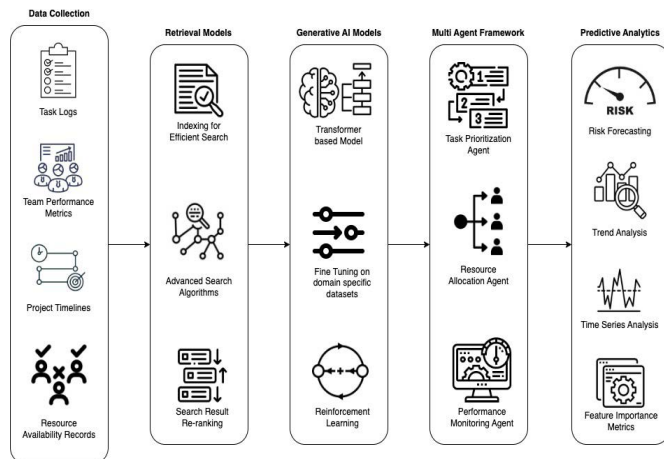 Data Collection
Task Logs
Team Performance
Metrics
Project Timelines
Resource
Availability Records
Retrieval Models
Indexing for
Efficient Search
Advanced Search
Algorithms
Search Result
Re-ranking
Generative AI Models
Transformer
based Model
Fine Tuning on
domain specific
datasets
Reinforcement
Learning
Multi Agent Framework
1
2
3
Task Prioritization
Agent
Resource
Allocation Agent
Performance
Monitoring Agent
Predictive Analytics
RISK
Risk Forecasting
Trend Analysis
Time Series Analysis
Feature Importance
Metrics